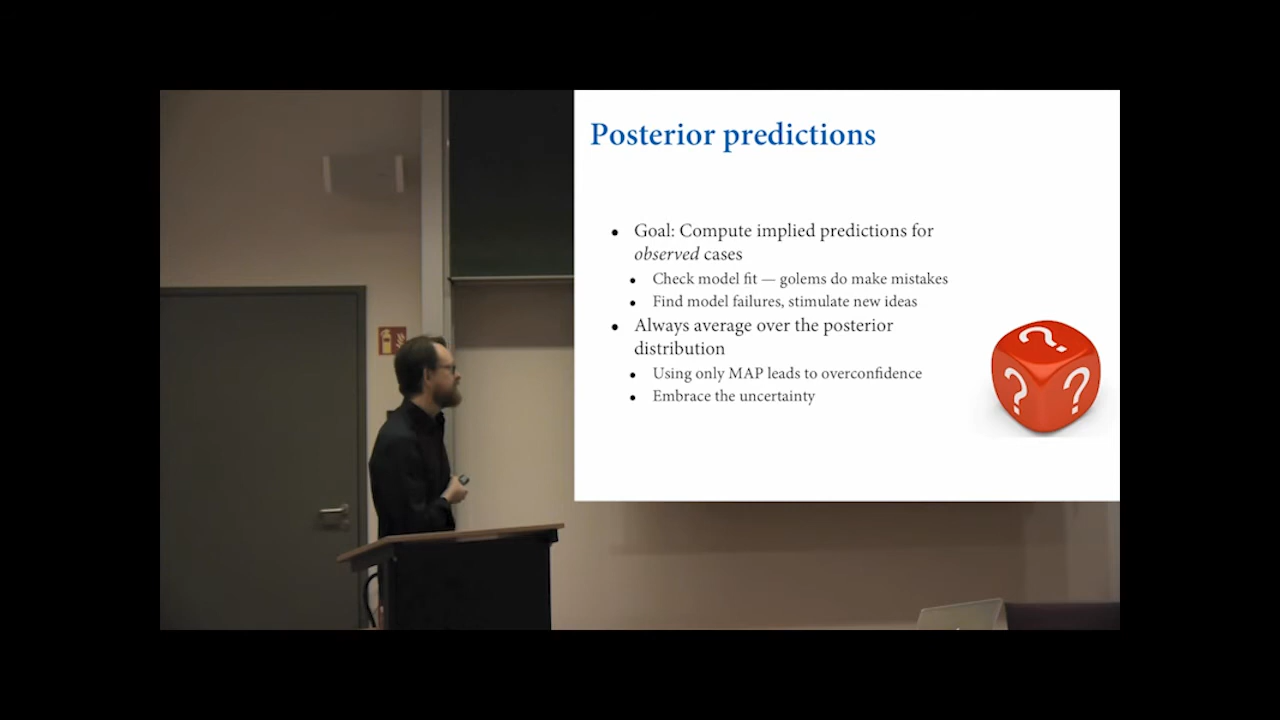 Posterior predictions
• Goal: Compute implied predictions for
observed cases
• Check model fit — golems do make mistakes
• Find model failures, stimulate new ideas
• Always average over the posterior
distribution
• Using only MAP leads to overconfidence
• Embrace the uncertainty
? ? ?